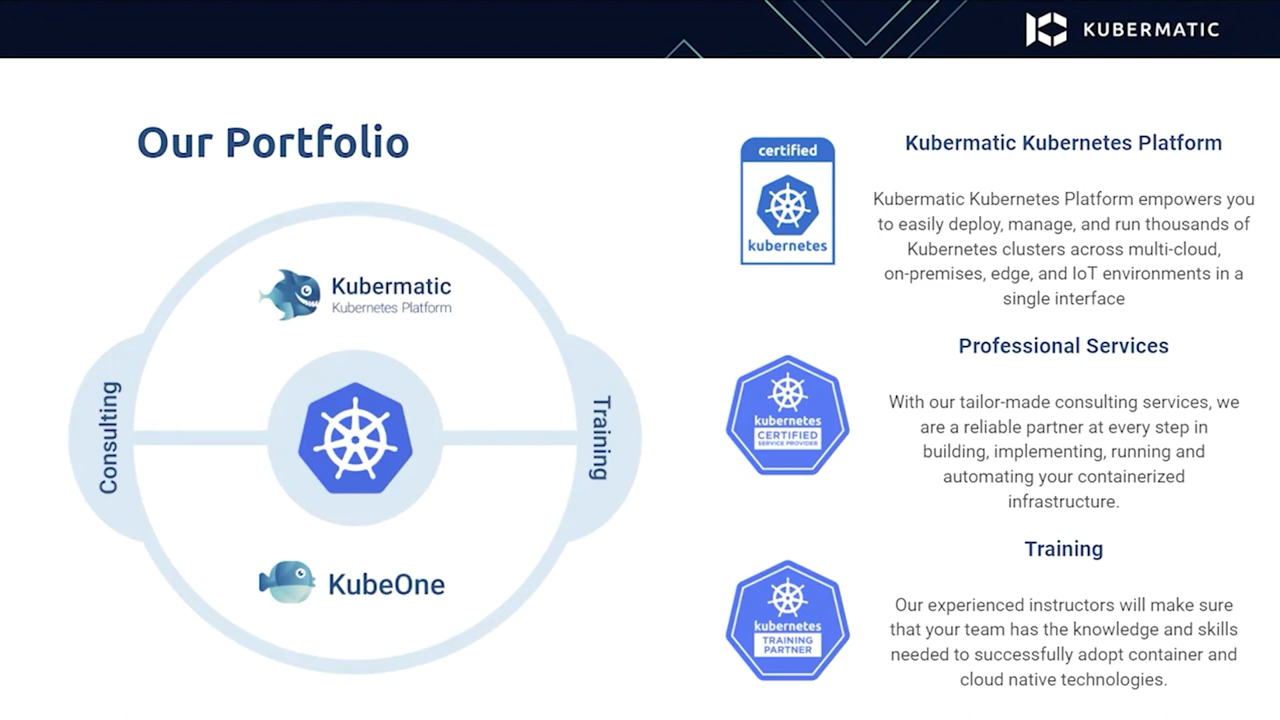 KUBERMATIC
Our Portfolio
Kubermatic
Kubernetes Platform
Consulting
Training
KubeOne
certified
kubernetes
Kubermatic Kubernetes Platform
Kubermatic Kubernetes Platform empowers you
to easily deploy, manage, and run thousands of
Kubernetes clusters across multi-cloud,
on-premises, edge, and IoT environments in a
single interface
kubernetes
CERTIFIED
SERVICE PROVIDER
Professional Services
With our tailor-made consulting services, we
are a reliable partner at every step in
building, implementing, running and
automating your containerized
infrastructure.
kubernetes
TRAINING
PARTNER
Training
Our experienced instructors will make sure
that your team has the knowledge and skills
needed to successfully adopt container and
cloud native technologies.